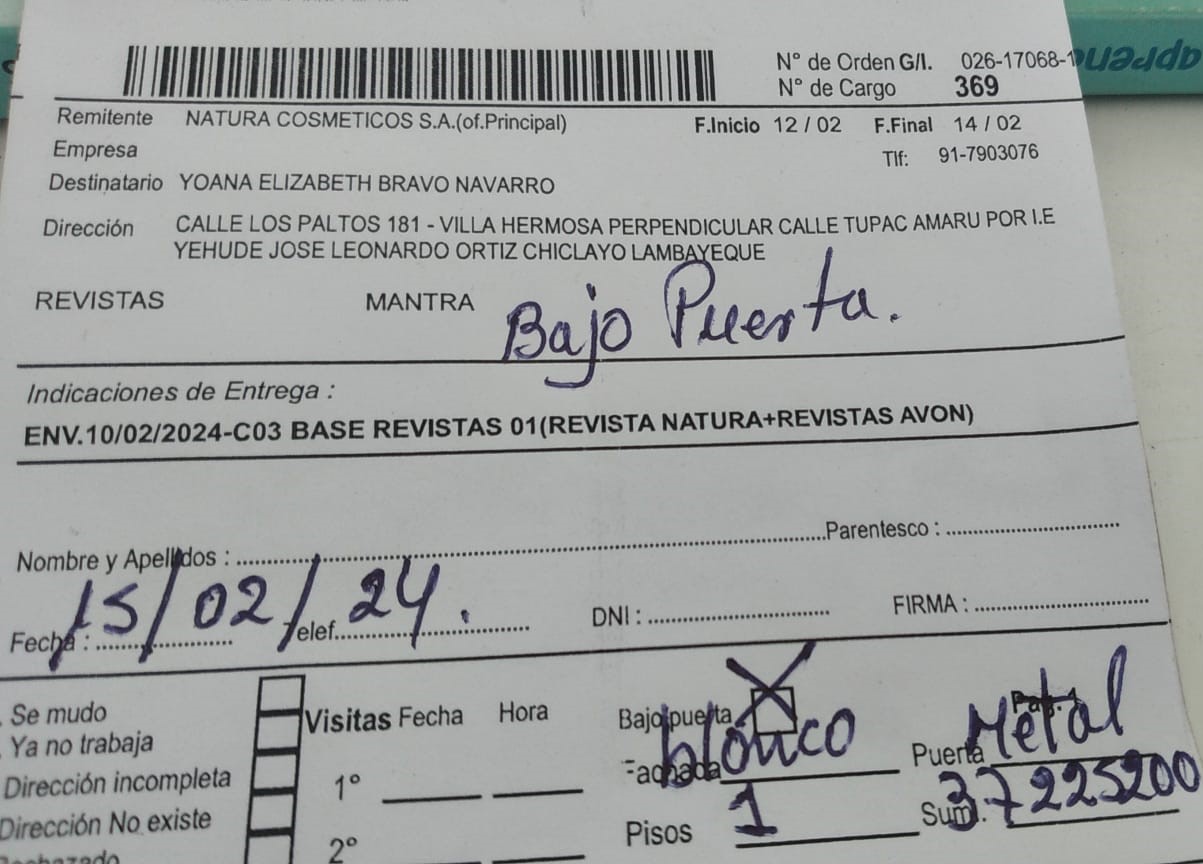 Nº de Orden G/I. 026-17068-1
Nº de Cargo 369
Remitente NATURA COSMETICOS S.A.(of.Principal) F.Inicio 12 / 02 F.Final 14 / 02
Empresa Tlf: 91-7903076
Destinatario YOANA ELIZABETH BRAVO NAVARRO
Dirección CALLE LOS PALTOS 181 - VILLA HERMOSA PERPENDICULAR CALLE TUPAC AMARU POR I.E
YEHUDE JOSE LEONARDO ORTIZ CHICLAYO LAMBAYEQUE
REVISTAS MANTRA Bajo Puerta.
Indicaciones de Entrega :
ENV.10/02/2024-C03 BASE REVISTAS 01(REVISTA NATURA+REVISTAS AVON)
Nombre y Apellidos : Parentesco :
Fecha : 15/02/24. Telef. DNI : FIRMA :
Se mudo Visitas Fecha Hora Bajo puerta X Pag. 1
Ya no trabaja Fachada blanco Puerta Metal
Dirección incompleta 1º
Dirección No existe 2º Pisos 1 Sum. 37225200